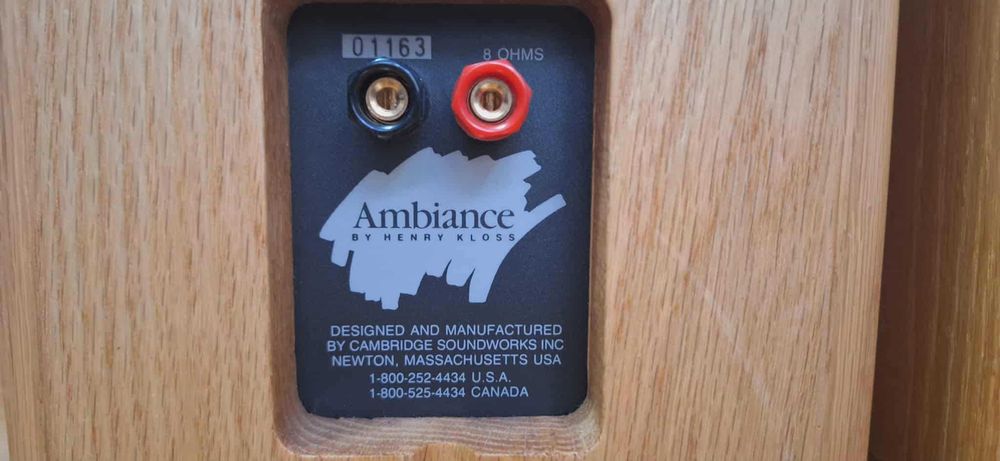 01163
8 OHMS
Ambiance
BY HENRY KLOSS
DESIGNED AND MANUFACTURED
BY CAMBRIDGE SOUNDWORKS INC
NEWTON, MASSACHUSETTS USA
1-800-252-4434 U.S.A.
1-800-525-4434 CANADA